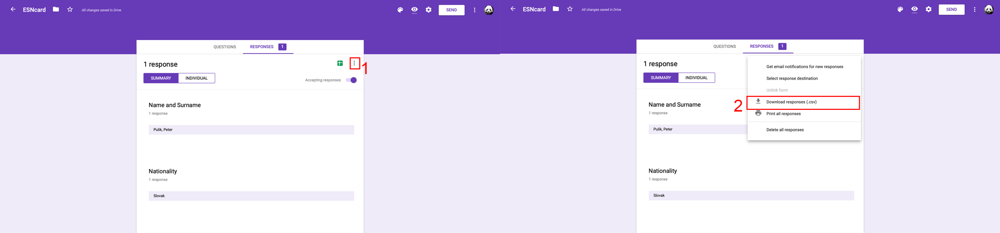 ESNcard All changes saved in Drive SEND
QUESTIONS RESPONSES 1
1 response
1
SUMMARY INDIVIDUAL Accepting responses
Name and Surname
1 response
Pulik, Peter
Nationality
1 response
Slovak
ESNcard All changes saved in Drive SEND
QUESTIONS RESPONSES 1
1 response
SUMMARY INDIVIDUAL
Get email notifications for new responses
Select response destination
Unlink form
2 Download responses (.csv)
Print all responses
Delete all responses
Name and Surname
1 response
Pulik, Peter
Nationality
1 response
Slovak